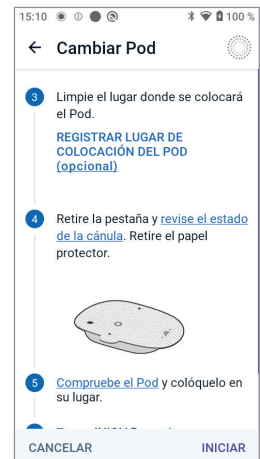 15:10 100 %
Cambiar Pod
3 Limpie el lugar donde se colocará
el Pod.
REGISTRAR LUGAR DE
COLOCACIÓN DEL POD
(opcional)
4 Retire la pestaña y revise el estado
de la cánula. Retire el papel
protector.
5 Compruebe el Pod y colóquelo en
su lugar.
CANCELAR INICIAR